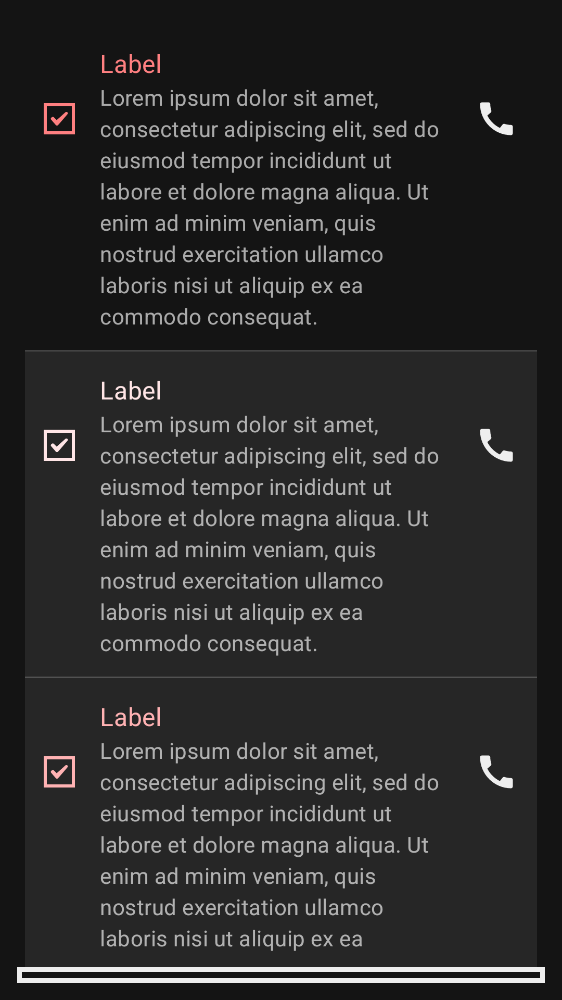 Label
Lorem ipsum dolor sit amet,
consectetur adipiscing elit, sed do
eiusmod tempor incididunt ut
labore et dolore magna aliqua. Ut
enim ad minim veniam, quis
nostrud exercitation ullamco
laboris nisi ut aliquip ex ea
commodo consequat.
Label
Lorem ipsum dolor sit amet,
consectetur adipiscing elit, sed do
eiusmod tempor incididunt ut
labore et dolore magna aliqua. Ut
enim ad minim veniam, quis
nostrud exercitation ullamco
laboris nisi ut aliquip ex ea
commodo consequat.
Label
Lorem ipsum dolor sit amet,
consectetur adipiscing elit, sed do
eiusmod tempor incididunt ut
labore et dolore magna aliqua. Ut
enim ad minim veniam, quis
nostrud exercitation ullamco
laboris nisi ut aliquip ex ea